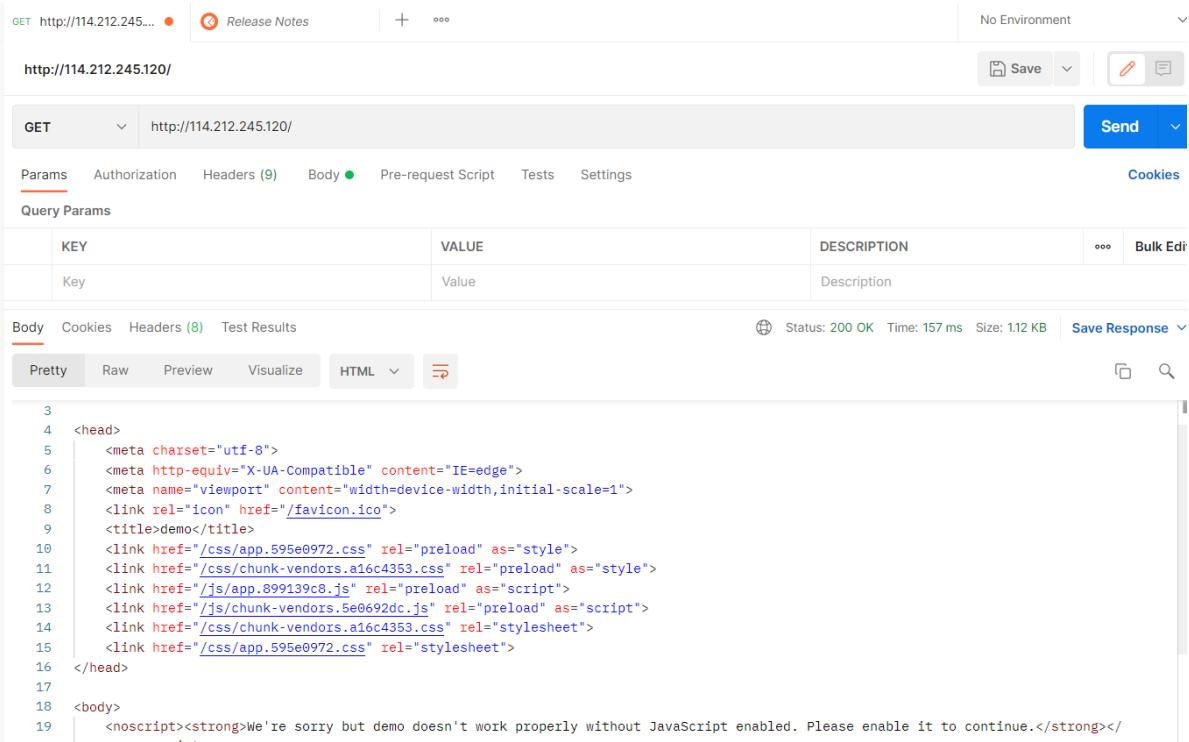 GET http://114.212.245.... Release Notes No Environment
http://114.212.245.120/ Save
GET http://114.212.245.120/ Send
Params Authorization Headers (9) Body Pre-request Script Tests Settings Cookies
Query Params
KEY VALUE DESCRIPTION Bulk Edi
Key Value Description
Body Cookies Headers (8) Test Results Status: 200 OK Time: 157 ms Size: 1.12 KB Save Response
Pretty Raw Preview Visualize HTML
3
4 <head>
5 <meta charset="utf-8">
6 <meta http-equiv="X-UA-Compatible" content="IE=edge">
7 <meta name="viewport" content="width=device-width,initial-scale=1">
8 <link rel="icon" href="/favicon.ico">
9 <title>demo</title>
10 <link href="/css/app.595e0972.css" rel="preload" as="style">
11 <link href="/css/chunk-vendors.a16c4353.css" rel="preload" as="style">
12 <link href="/js/app.899139c8.js" rel="preload" as="script">
13 <link href="/js/chunk-vendors.5e0692dc.js" rel="preload" as="script">
14 <link href="/css/chunk-vendors.a16c4353.css" rel="stylesheet">
15 <link href="/css/app.595e0972.css" rel="stylesheet">
16 </head>
17
18 <body>
19 <noscript><strong>We're sorry but demo doesn't work properly without JavaScript enabled. Please enable it to continue.</strong></